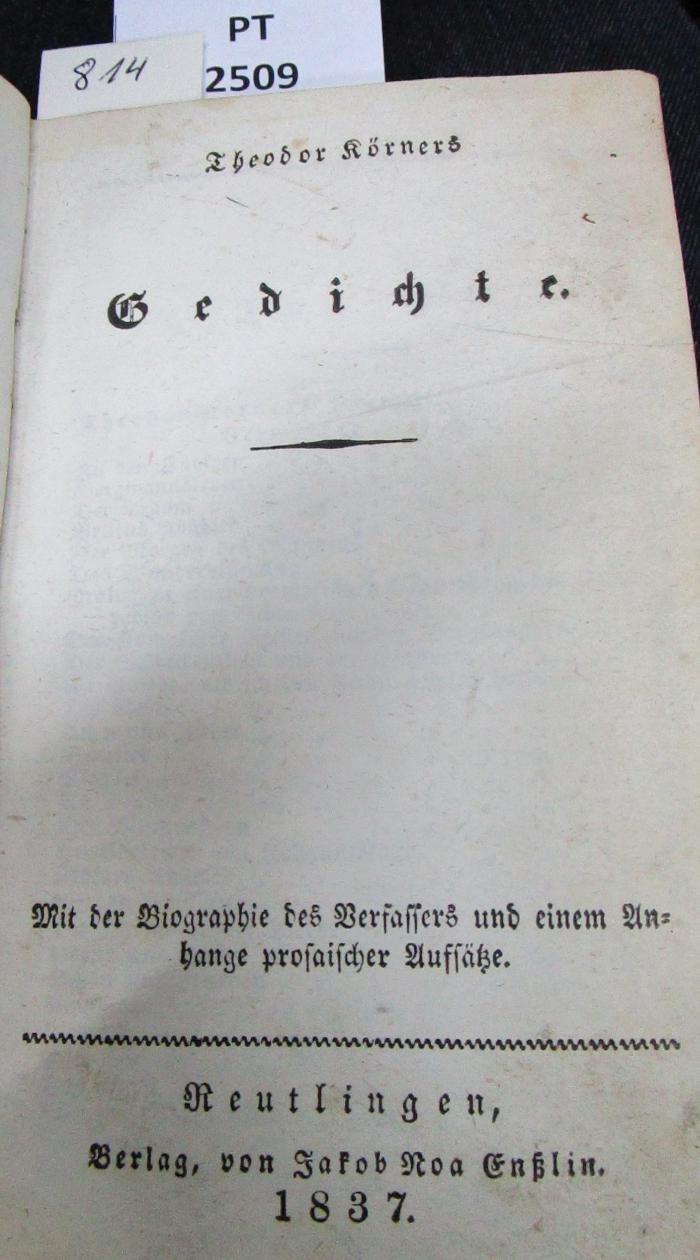 PT
2509
814
Theodor Körners
Gedichte.
Mit der Biographie des Verfassers und einem An-
hange prosaischer Aufsätze.
Reutlingen,
Verlag, von Jakob Noa Enßlin.
1837.